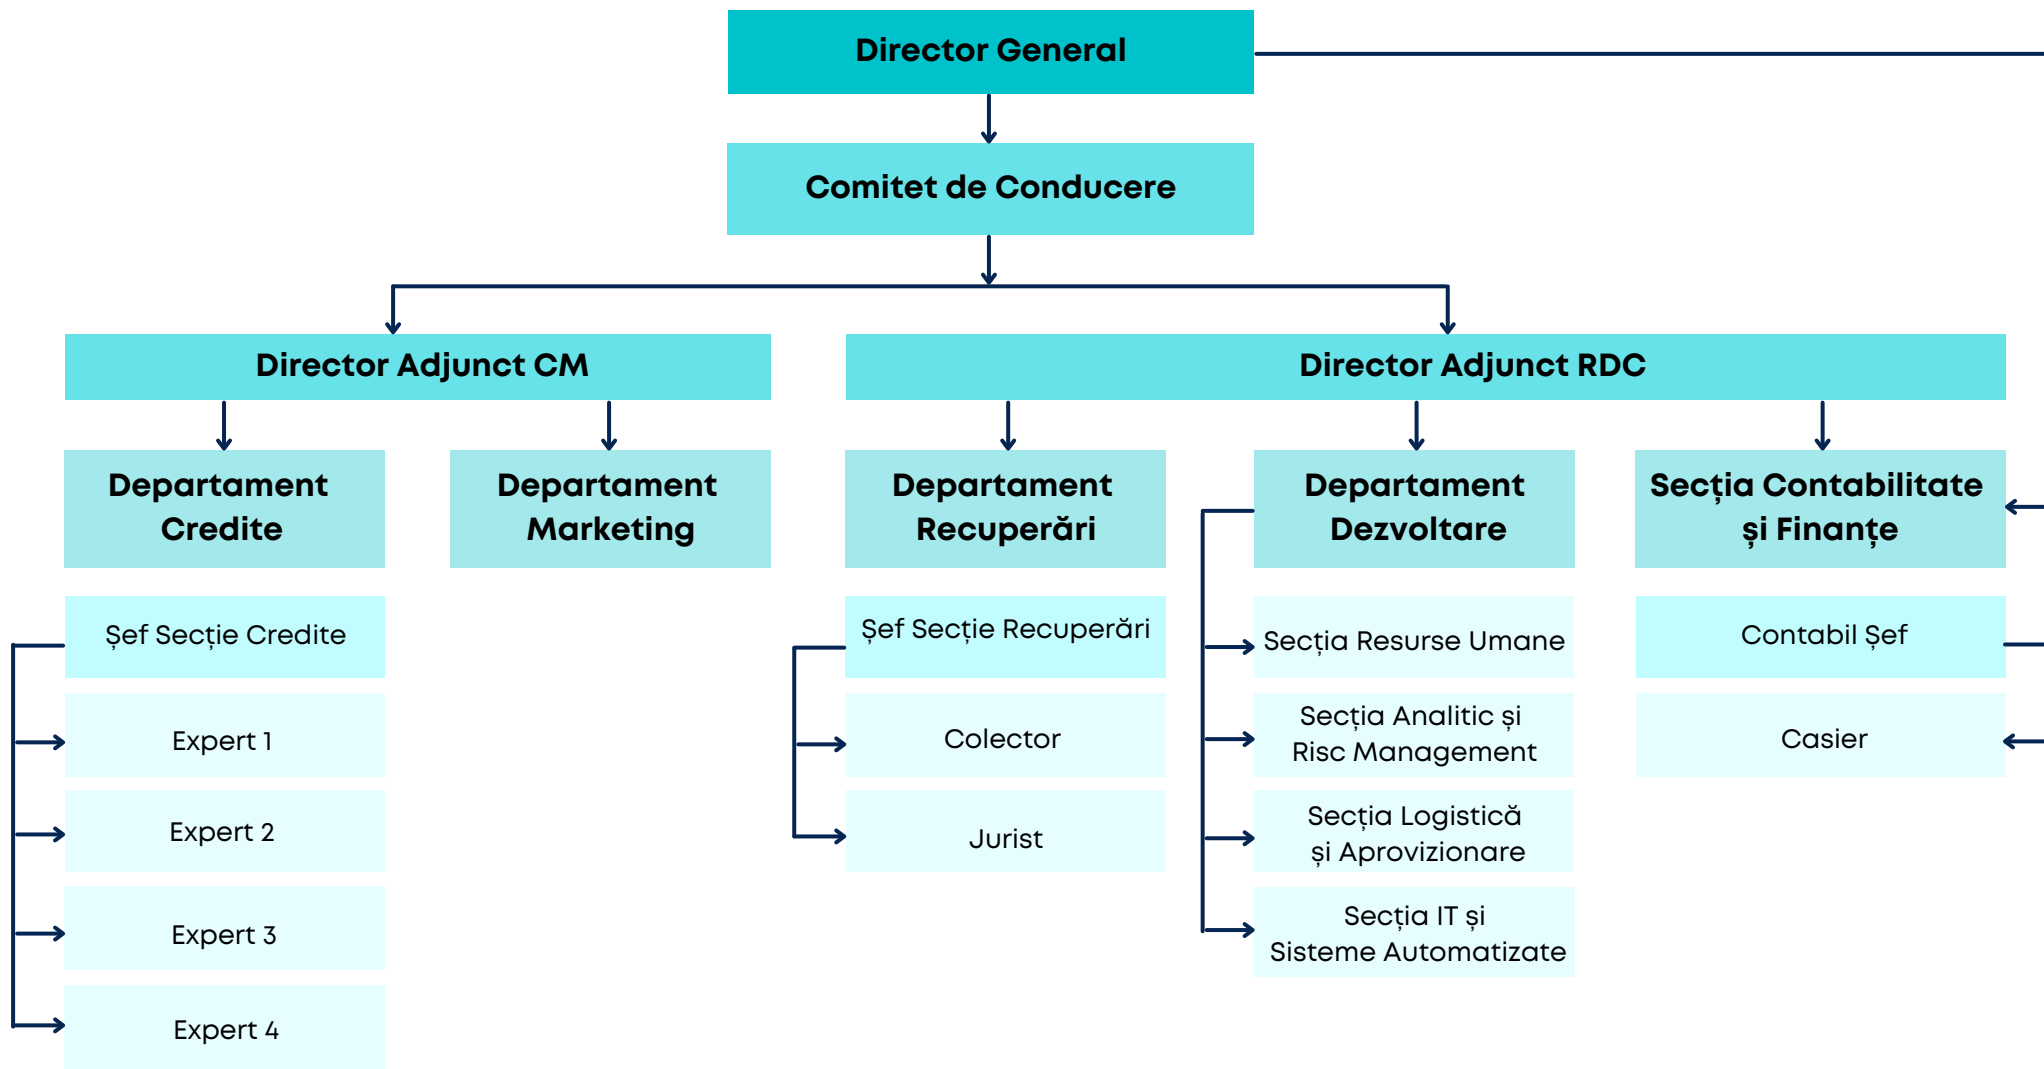 Director General
Comitet de Conducere
Director Adjunct CM
Director Adjunct RDC
Departament
Credite
Departament
Marketing
Departament
Recuperări
Departament
Dezvoltare
Secția Contabilitate
și Finanțe
Șef Secție Credite
Expert 1
Expert 2
Expert 3
Expert 4
Șef Secție Recuperări
Colector
Jurist
Secția Resurse Umane
Secția Analitic și
Risc Management
Secția Logistică
și Aprovizionare
Secția IT și
Sisteme Automatizate
Contabil Șef
Casier